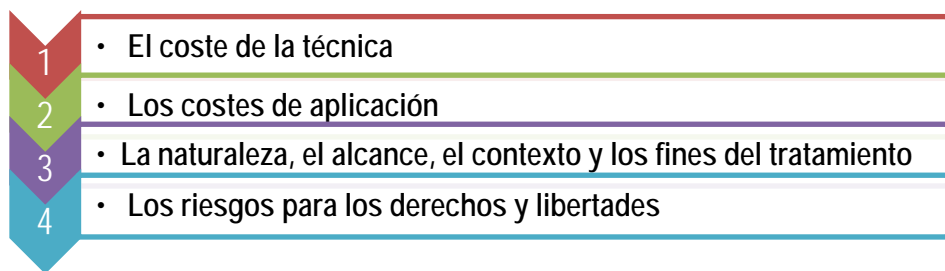 1 • El coste de la técnica
2 • Los costes de aplicación
3 • La naturaleza, el alcance, el contexto y los fines del tratamiento
4 • Los riesgos para los derechos y libertades